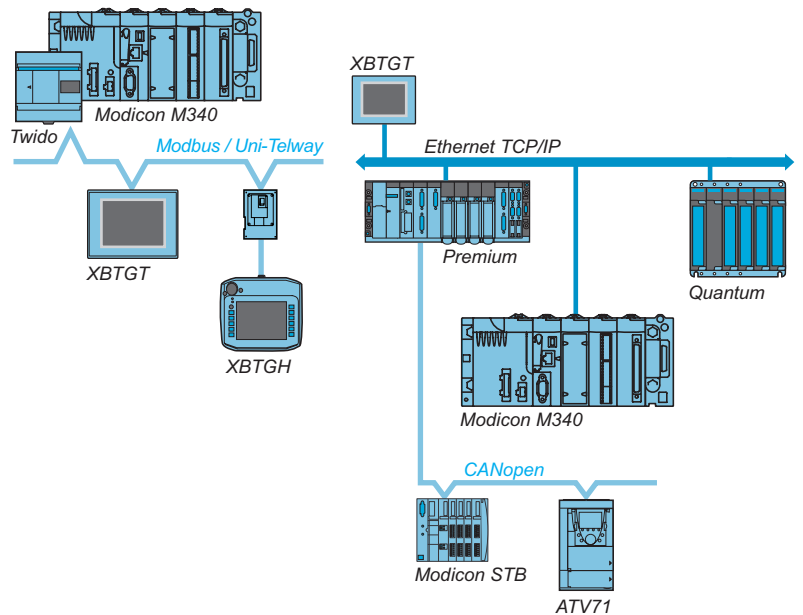 XBTGT
Modicon M340
Twido
Modbus / Uni-Telway
Ethernet TCP/IP
XBTGT
XBTGH
Premium
Quantum
Modicon M340
CANopen
Modicon STB
ATV71